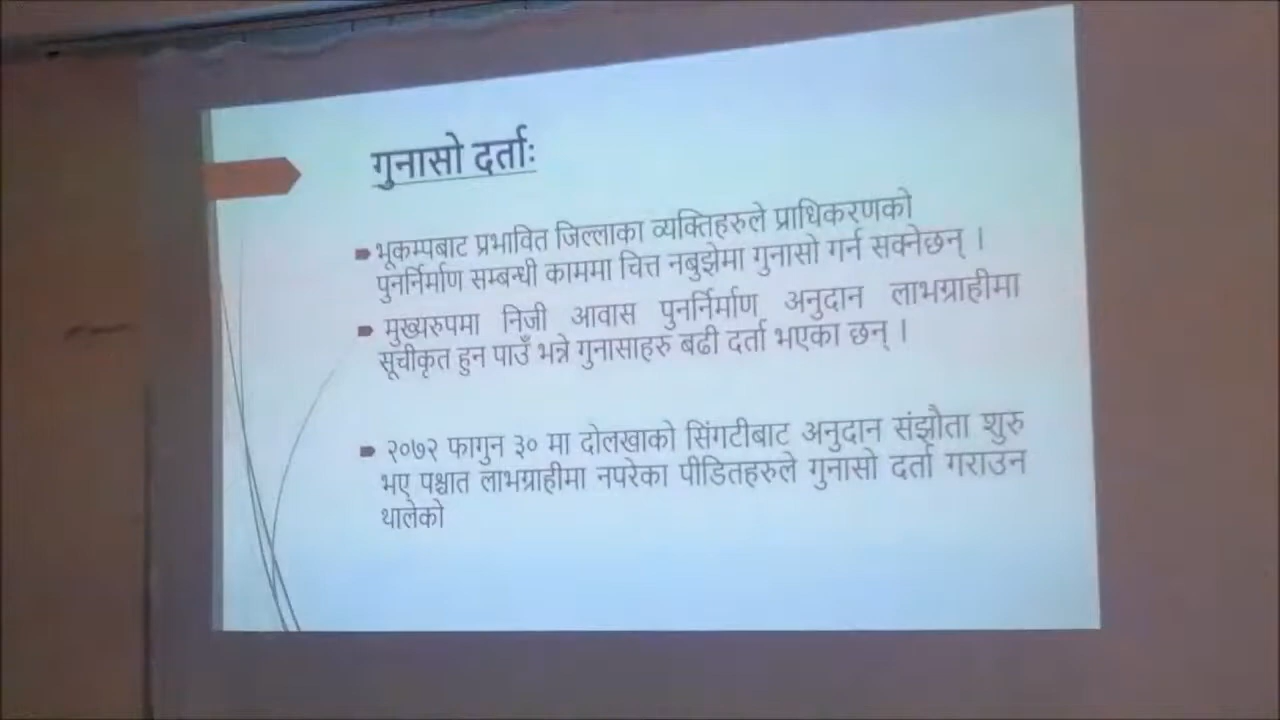 गुनासो दर्ताः
भूकम्पबाट प्रभावित जिल्लाका व्यक्तिहरुले प्राधिकरणको
पुनर्निर्माण सम्बन्धी काममा चित्त नबुझेमा गुनासो गर्न सक्नेछन् ।
मुख्यरुपमा निजी आवास पुनर्निर्माण अनुदान लाभग्राहीमा
सूचीकृत हुन पाउँ भन्ने गुनासाहरु बढी दर्ता भएका छन् ।
२०७२ फागुन ३० मा दोलखाको सिंगटीबाट अनुदान संझौता शुरु
भए पश्चात लाभग्राहीमा नपरेका पीडितहरुले गुनासो दर्ता गराउन
थालेको